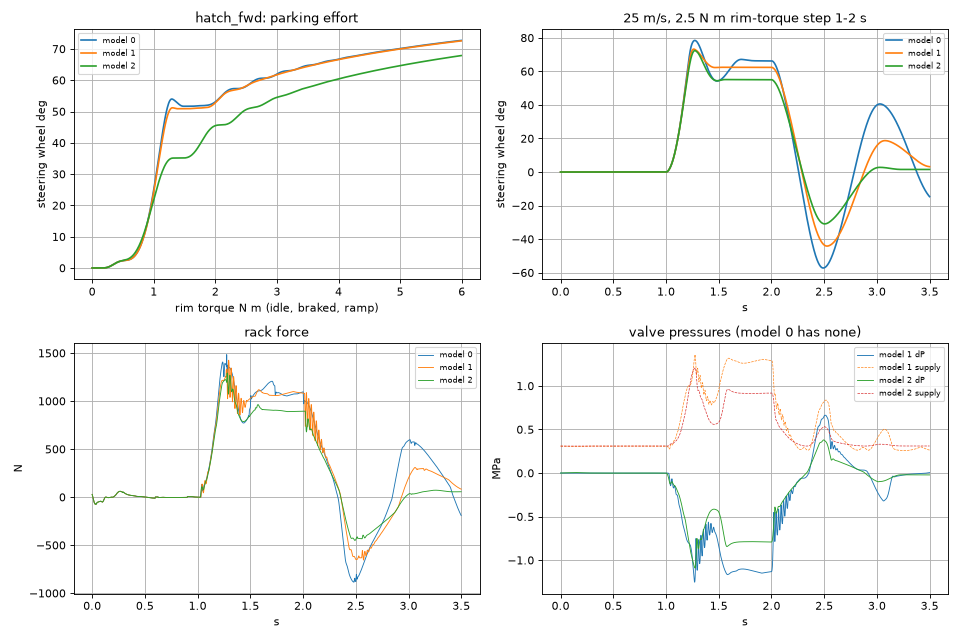 hatch_fwd: parking effort
model 0
model 1
model 2
steering wheel deg
70
60
50
40
30
20
10
0
0 1 2 3 4 5 6
rim torque N m (idle, braked, ramp)
25 m/s, 2.5 N m rim-torque step 1-2 s
model 0
model 1
model 2
steering wheel deg
80
60
40
20
0
−20
−40
−60
0.0 0.5 1.0 1.5 2.0 2.5 3.0 3.5
s
rack force
model 0
model 1
model 2
N
1500
1000
500
0
−500
−1000
0.0 0.5 1.0 1.5 2.0 2.5 3.0 3.5
s
valve pressures (model 0 has none)
model 1 dP
model 1 supply
model 2 dP
model 2 supply
MPa
1.0
0.5
0.0
−0.5
−1.0
0.0 0.5 1.0 1.5 2.0 2.5 3.0 3.5
s